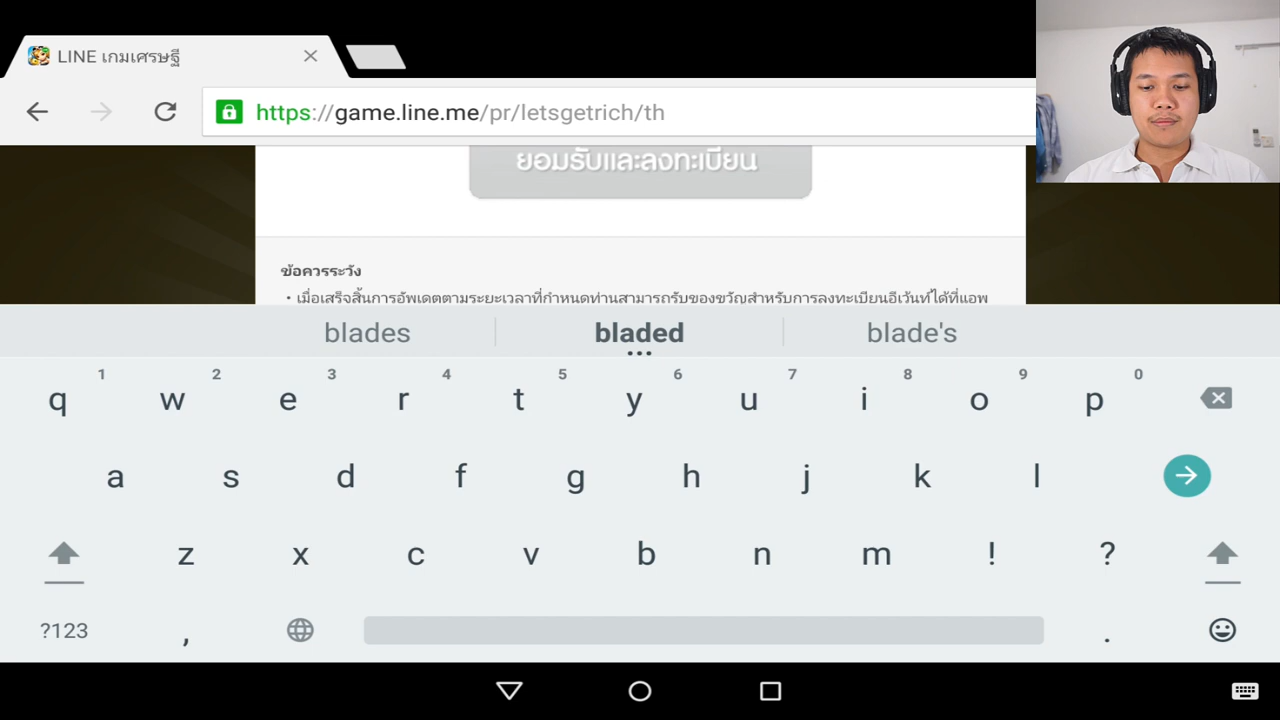 LINE เกมเศรษฐี
https://game.line.me/pr/letsgetrich/th
ยอมรับและลงทะเบียน
ข้อควรระวัง
• เมื่อเสร็จสิ้นการอัพเดตตามระยะเวลาที่กำหนดท่านสามารถรับของขวัญสำหรับการลงทะเบียนอีเว้นท์ได้ที่แอพ
blades bladed blade's
1 2 3 4 5 6 7 8 9 0
q w e r t y u i o p
a s d f g h j k l
z x c v b n m ! ?
?123 , .